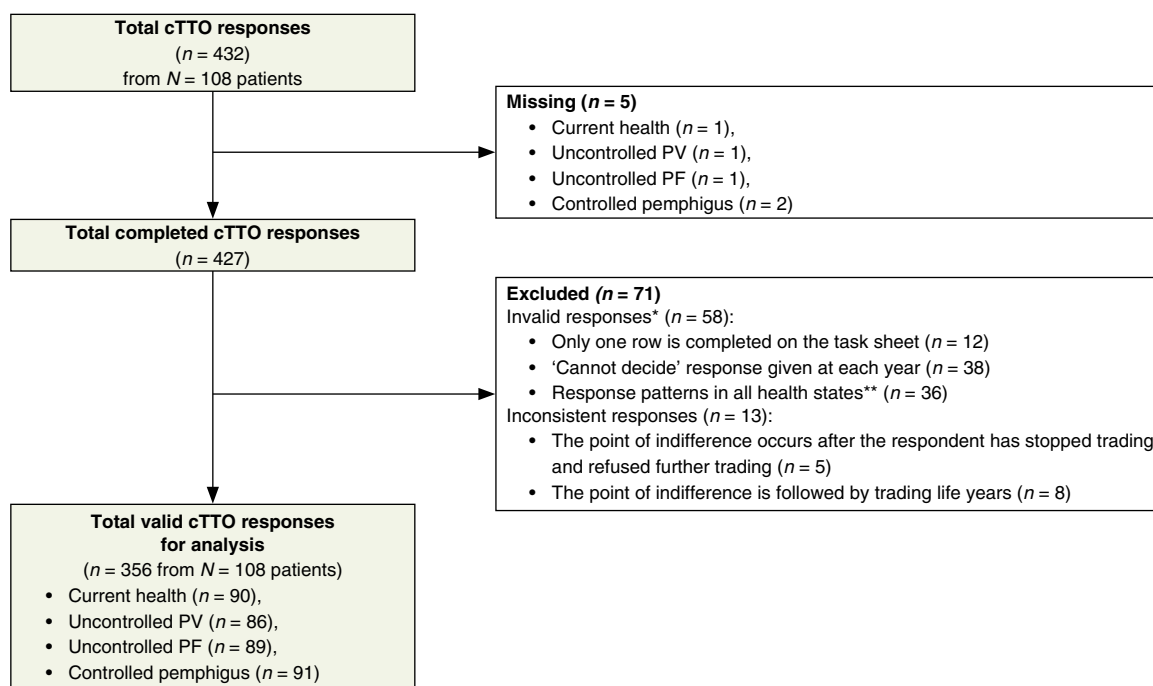 Total cTTO responses
(n = 432)
from N = 108 patients
Missing (n = 5)
• Current health (n = 1),
• Uncontrolled PV (n = 1),
• Uncontrolled PF (n = 1),
• Controlled pemphigus (n = 2)
Total completed cTTO responses
(n = 427)
Excluded (n = 71)
Invalid responses* (n = 58):
• Only one row is completed on the task sheet (n = 12)
• ‘Cannot decide’ response given at each year (n = 38)
• Response patterns in all health states** (n = 36)
Inconsistent responses (n = 13):
• The point of indifference occurs after the respondent has stopped trading
and refused further trading (n = 5)
• The point of indifference is followed by trading life years (n = 8)
Total valid cTTO responses
for analysis
(n = 356 from N = 108 patients)
• Current health (n = 90),
• Uncontrolled PV (n = 86),
• Uncontrolled PF (n = 89),
• Controlled pemphigus (n = 91)